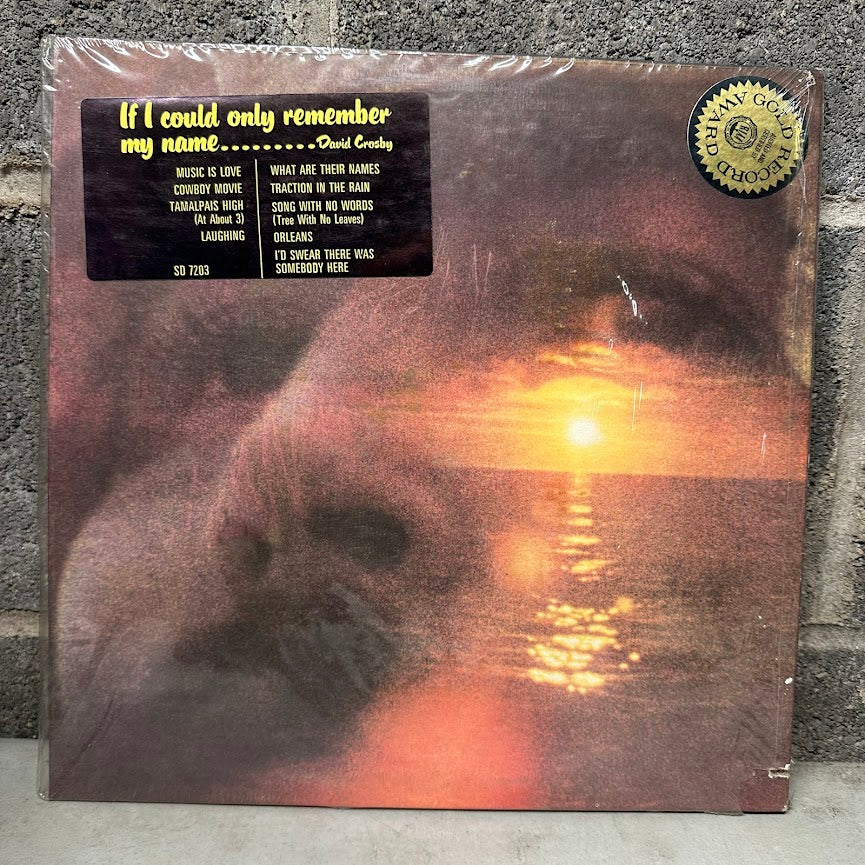 If I could only remember
my name.......... David Crosby
MUSIC IS LOVE
COWBOY MOVIE
TAMALPAIS HIGH
(At About 3)
LAUGHING
SD 7203
WHAT ARE THEIR NAMES
TRACTION IN THE RAIN
SONG WITH NO WORDS
(Tree With No Leaves)
ORLEANS
I'D SWEAR THERE WAS
SOMEBODY HERE
GOLD RECORD AWARD